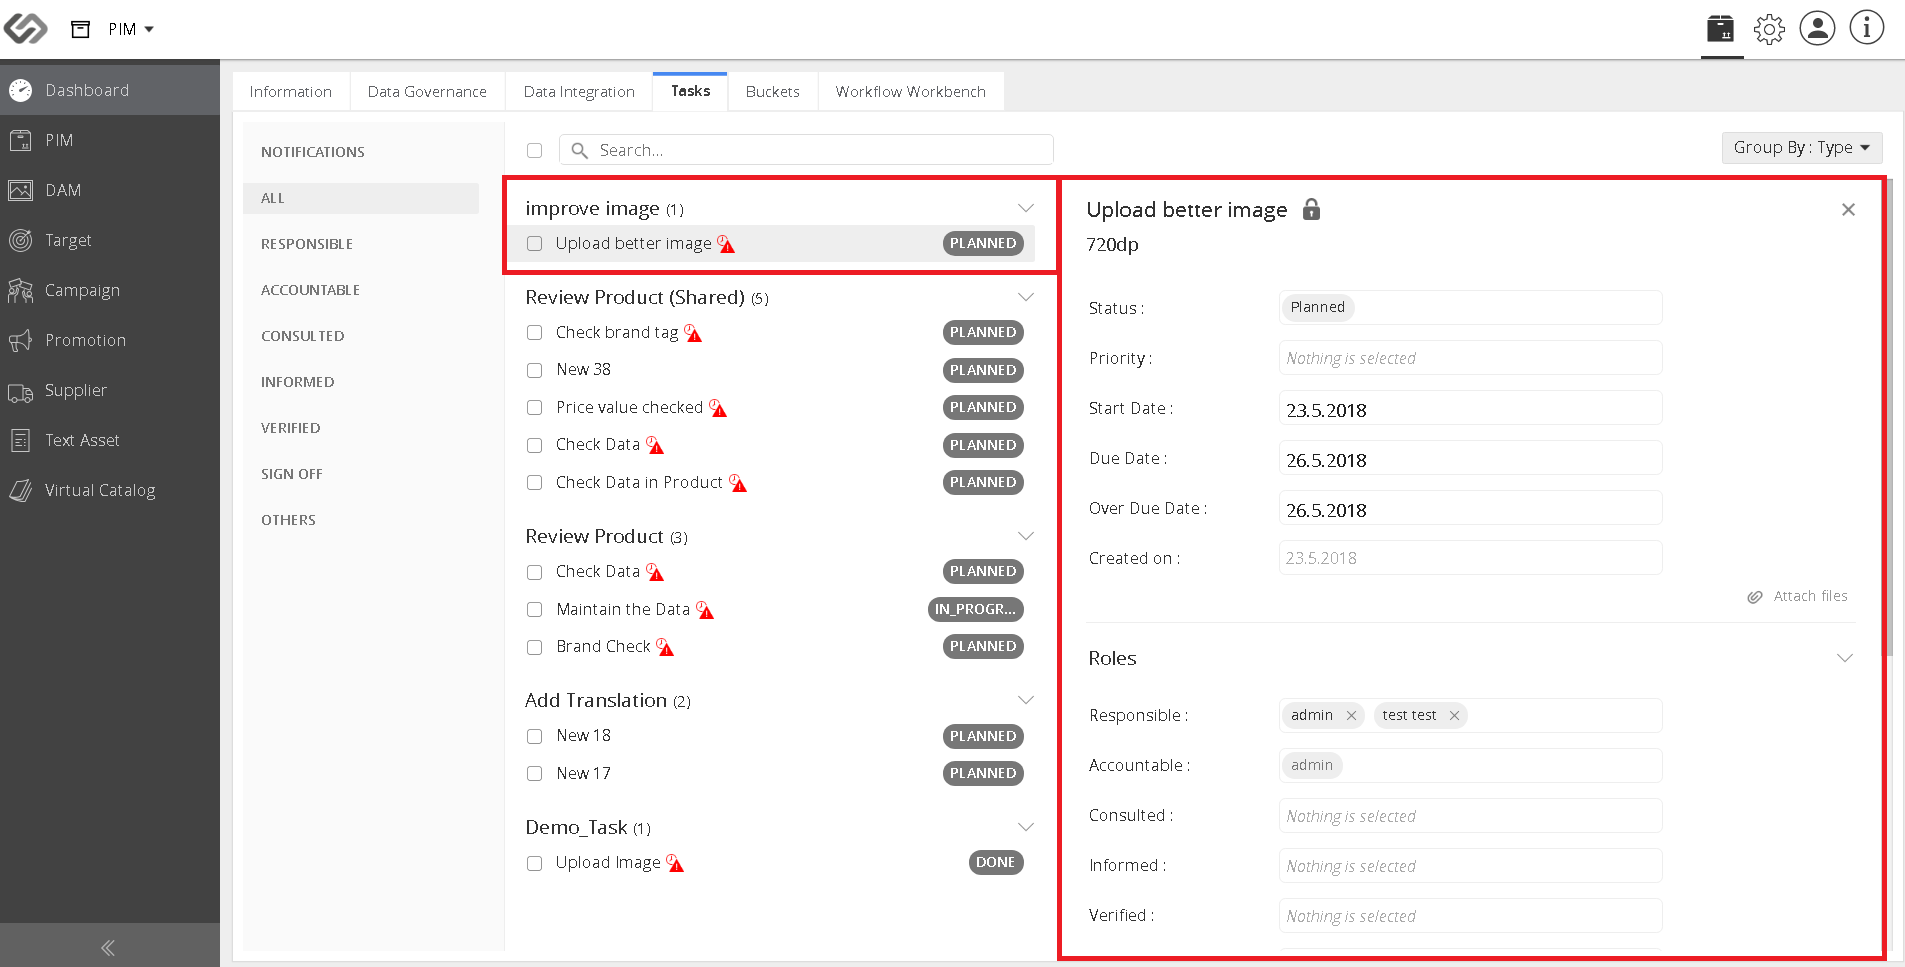 PIM
Dashboard
PIM
DAM
Target
Campaign
Promotion
Supplier
Text Asset
Virtual Catalog
Information
Data Governance
Data Integration
Tasks
Buckets
Workflow Workbench
NOTIFICATIONS
ALL
RESPONSIBLE
ACCOUNTABLE
CONSULTED
INFORMED
VERIFIED
SIGN OFF
OTHERS
Search...
Group By : Type
improve image (1)
Upload better image PLANNED
Review Product (Shared) (5)
Check brand tag PLANNED
New 38 PLANNED
Price value checked PLANNED
Check Data PLANNED
Check Data in Product PLANNED
Review Product (3)
Check Data PLANNED
Maintain the Data IN_PROGR...
Brand Check PLANNED
Add Translation (2)
New 18 PLANNED
New 17 PLANNED
Demo_Task (1)
Upload Image DONE
Upload better image
720dp
Status : Planned
Priority : Nothing is selected
Start Date : 23.5.2018
Due Date : 26.5.2018
Over Due Date : 26.5.2018
Created on : 23.5.2018
Attach files
Roles
Responsible : admin test test
Accountable : admin
Consulted : Nothing is selected
Informed : Nothing is selected
Verified : Nothing is selected